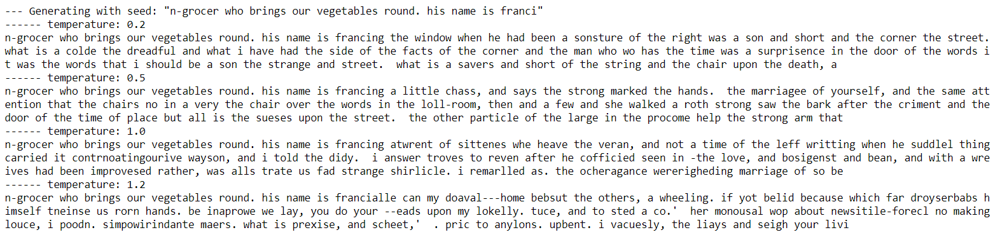 --- Generating with seed: "n-grocer who brings our vegetables round. his name is franci"
------ temperature: 0.2
n-grocer who brings our vegetables round. his name is francing the window when he had been a sonsture of the right was a son and short and the corner the street.
what is a colde the dreadful and what i have had the side of the facts of the corner and the man who wo has the time was a surprisence in the door of the words i
t was the words that i should be a son the strange and street.  what is a savers and short of the string and the chair upon the death, a
------ temperature: 0.5
n-grocer who brings our vegetables round. his name is francing a little chass, and says the strong marked the hands.  the marriagee of yourself, and the same att
ention that the chairs no in a very the chair over the words in the loll-room, then and a few and she walked a roth strong saw the bark after the criment and the
door of the time of place but all is the sueses upon the street.  the other particle of the large in the procome help the strong arm that
------ temperature: 1.0
n-grocer who brings our vegetables round. his name is francing atwrent of sittenes whe heave the veran, and not a time of the leff writting when he suddlel thing
carried it contrnoatingourive wayson, and i told the didy.  i answer troves to reven after he cofficied seen in -the love, and bosigenst and bean, and with a wre
ives had been improvesed rather, was alls trate us fad strange shirlicle. i remarlled as. the ocheragance wererigheding marriage of so be
------ temperature: 1.2
n-grocer who brings our vegetables round. his name is francialle can my doaval---home bebsut the others, a wheeling. if yot belid because which far droyserbabs h
imself tneinse us rorn hands. be inaprowe we lay, you do your --eads upon my lokelly. tuce, and to sted a co.'  her monousal wop about newsitile-forecl no making
louce, i poodn. simpowirindante maers. what is prexise, and scheet,'  . pric to anylons. upbent. i vacuesly, the liays and seigh your livi